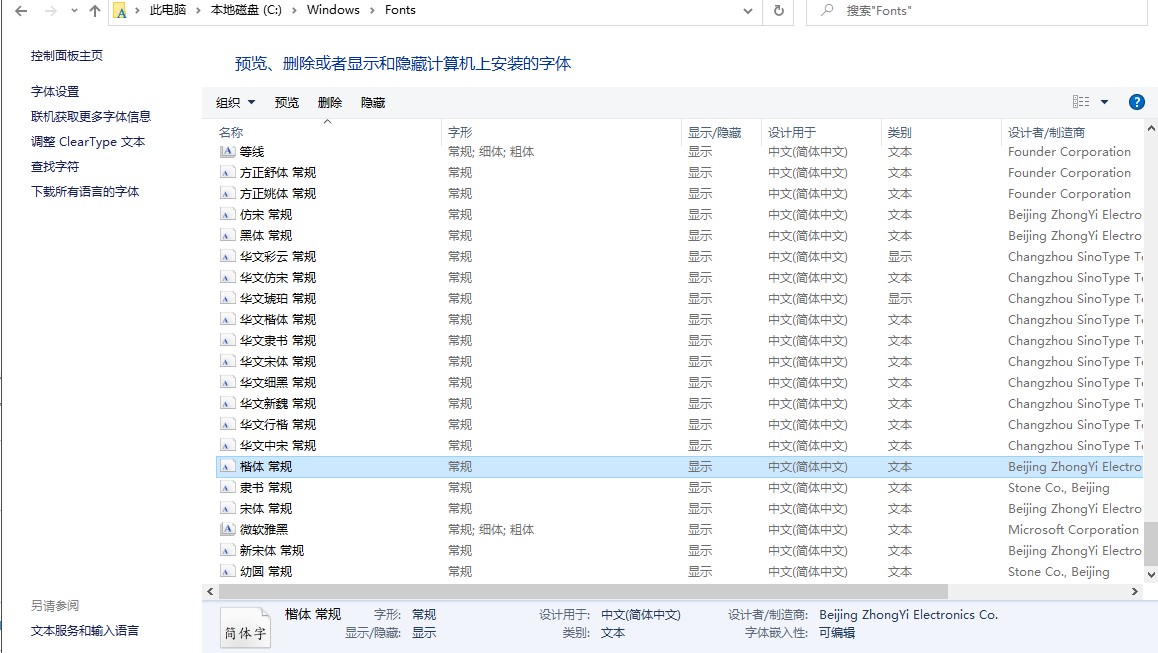 此电脑 › 本地磁盘 (C:) › Windows › Fonts
搜索"Fonts"
控制面板主页
字体设置
联机获取更多字体信息
调整 ClearType 文本
查找字符
下载所有语言的字体
预览、删除或者显示和隐藏计算机上安装的字体
组织 预览 删除 隐藏
名称 字形 显示/隐藏 设计用于 类别 设计者/制造商
等线 常规; 细体; 粗体 显示 中文(简体中文) 文本 Founder Corporation
方正舒体 常规 常规 显示 中文(简体中文) 文本 Founder Corporation
方正姚体 常规 常规 显示 中文(简体中文) 文本 Founder Corporation
仿宋 常规 常规 显示 中文(简体中文) 文本 Beijing ZhongYi Electro
黑体 常规 常规 显示 中文(简体中文) 文本 Beijing ZhongYi Electro
华文彩云 常规 常规 显示 中文(简体中文) 显示 Changzhou SinoType Te
华文仿宋 常规 常规 显示 中文(简体中文) 文本 Changzhou SinoType Te
华文琥珀 常规 常规 显示 中文(简体中文) 显示 Changzhou SinoType Te
华文楷体 常规 常规 显示 中文(简体中文) 文本 Changzhou SinoType Te
华文隶书 常规 常规 显示 中文(简体中文) 文本 Changzhou SinoType Te
华文宋体 常规 常规 显示 中文(简体中文) 文本 Changzhou SinoType Te
华文细黑 常规 常规 显示 中文(简体中文) 文本 Changzhou SinoType Te
华文新魏 常规 常规 显示 中文(简体中文) 文本 Changzhou SinoType Te
华文行楷 常规 常规 显示 中文(简体中文) 文本 Changzhou SinoType Te
华文中宋 常规 常规 显示 中文(简体中文) 文本 Changzhou SinoType Te
楷体 常规 常规 显示 中文(简体中文) 文本 Beijing ZhongYi Electro
隶书 常规 常规 显示 中文(简体中文) 文本 Stone Co., Beijing
宋体 常规 常规 显示 中文(简体中文) 文本 Beijing ZhongYi Electro
微软雅黑 常规; 细体; 粗体 显示 中文(简体中文) 文本 Microsoft Corporation
新宋体 常规 常规 显示 中文(简体中文) 文本 Beijing ZhongYi Electro
幼圆 常规 常规 显示 中文(简体中文) 文本 Stone Co., Beijing
另请参阅
文本服务和输入语言
简体字
楷体 常规 字形: 常规 设计用于: 中文(简体中文) 设计者/制造商: Beijing ZhongYi Electronics Co.
显示/隐藏: 显示 类别: 文本 字体嵌入性: 可编辑